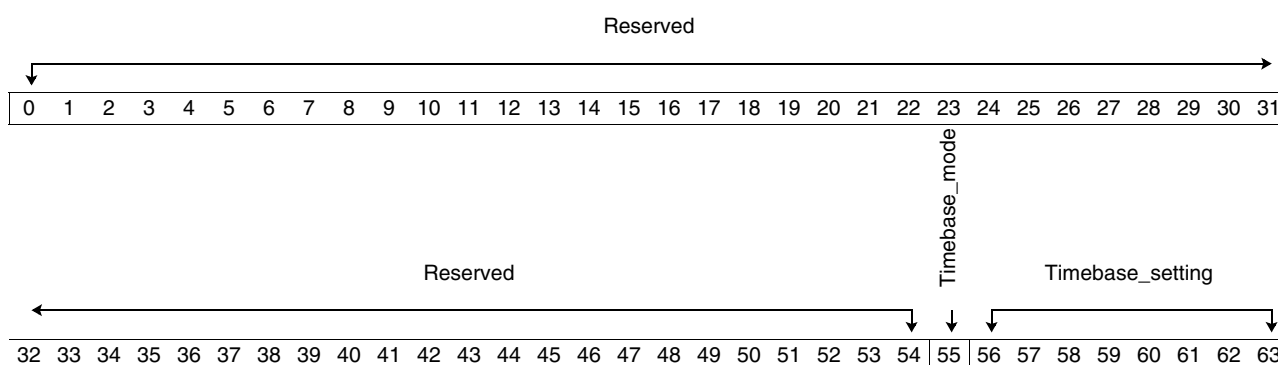 Reserved
0 1 2 3 4 5 6 7 8 9 10 11 12 13 14 15 16 17 18 19 20 21 22 23 24 25 26 27 28 29 30 31
Timebase_mode
Reserved
Timebase_setting
32 33 34 35 36 37 38 39 40 41 42 43 44 45 46 47 48 49 50 51 52 53 54 55 56 57 58 59 60 61 62 63